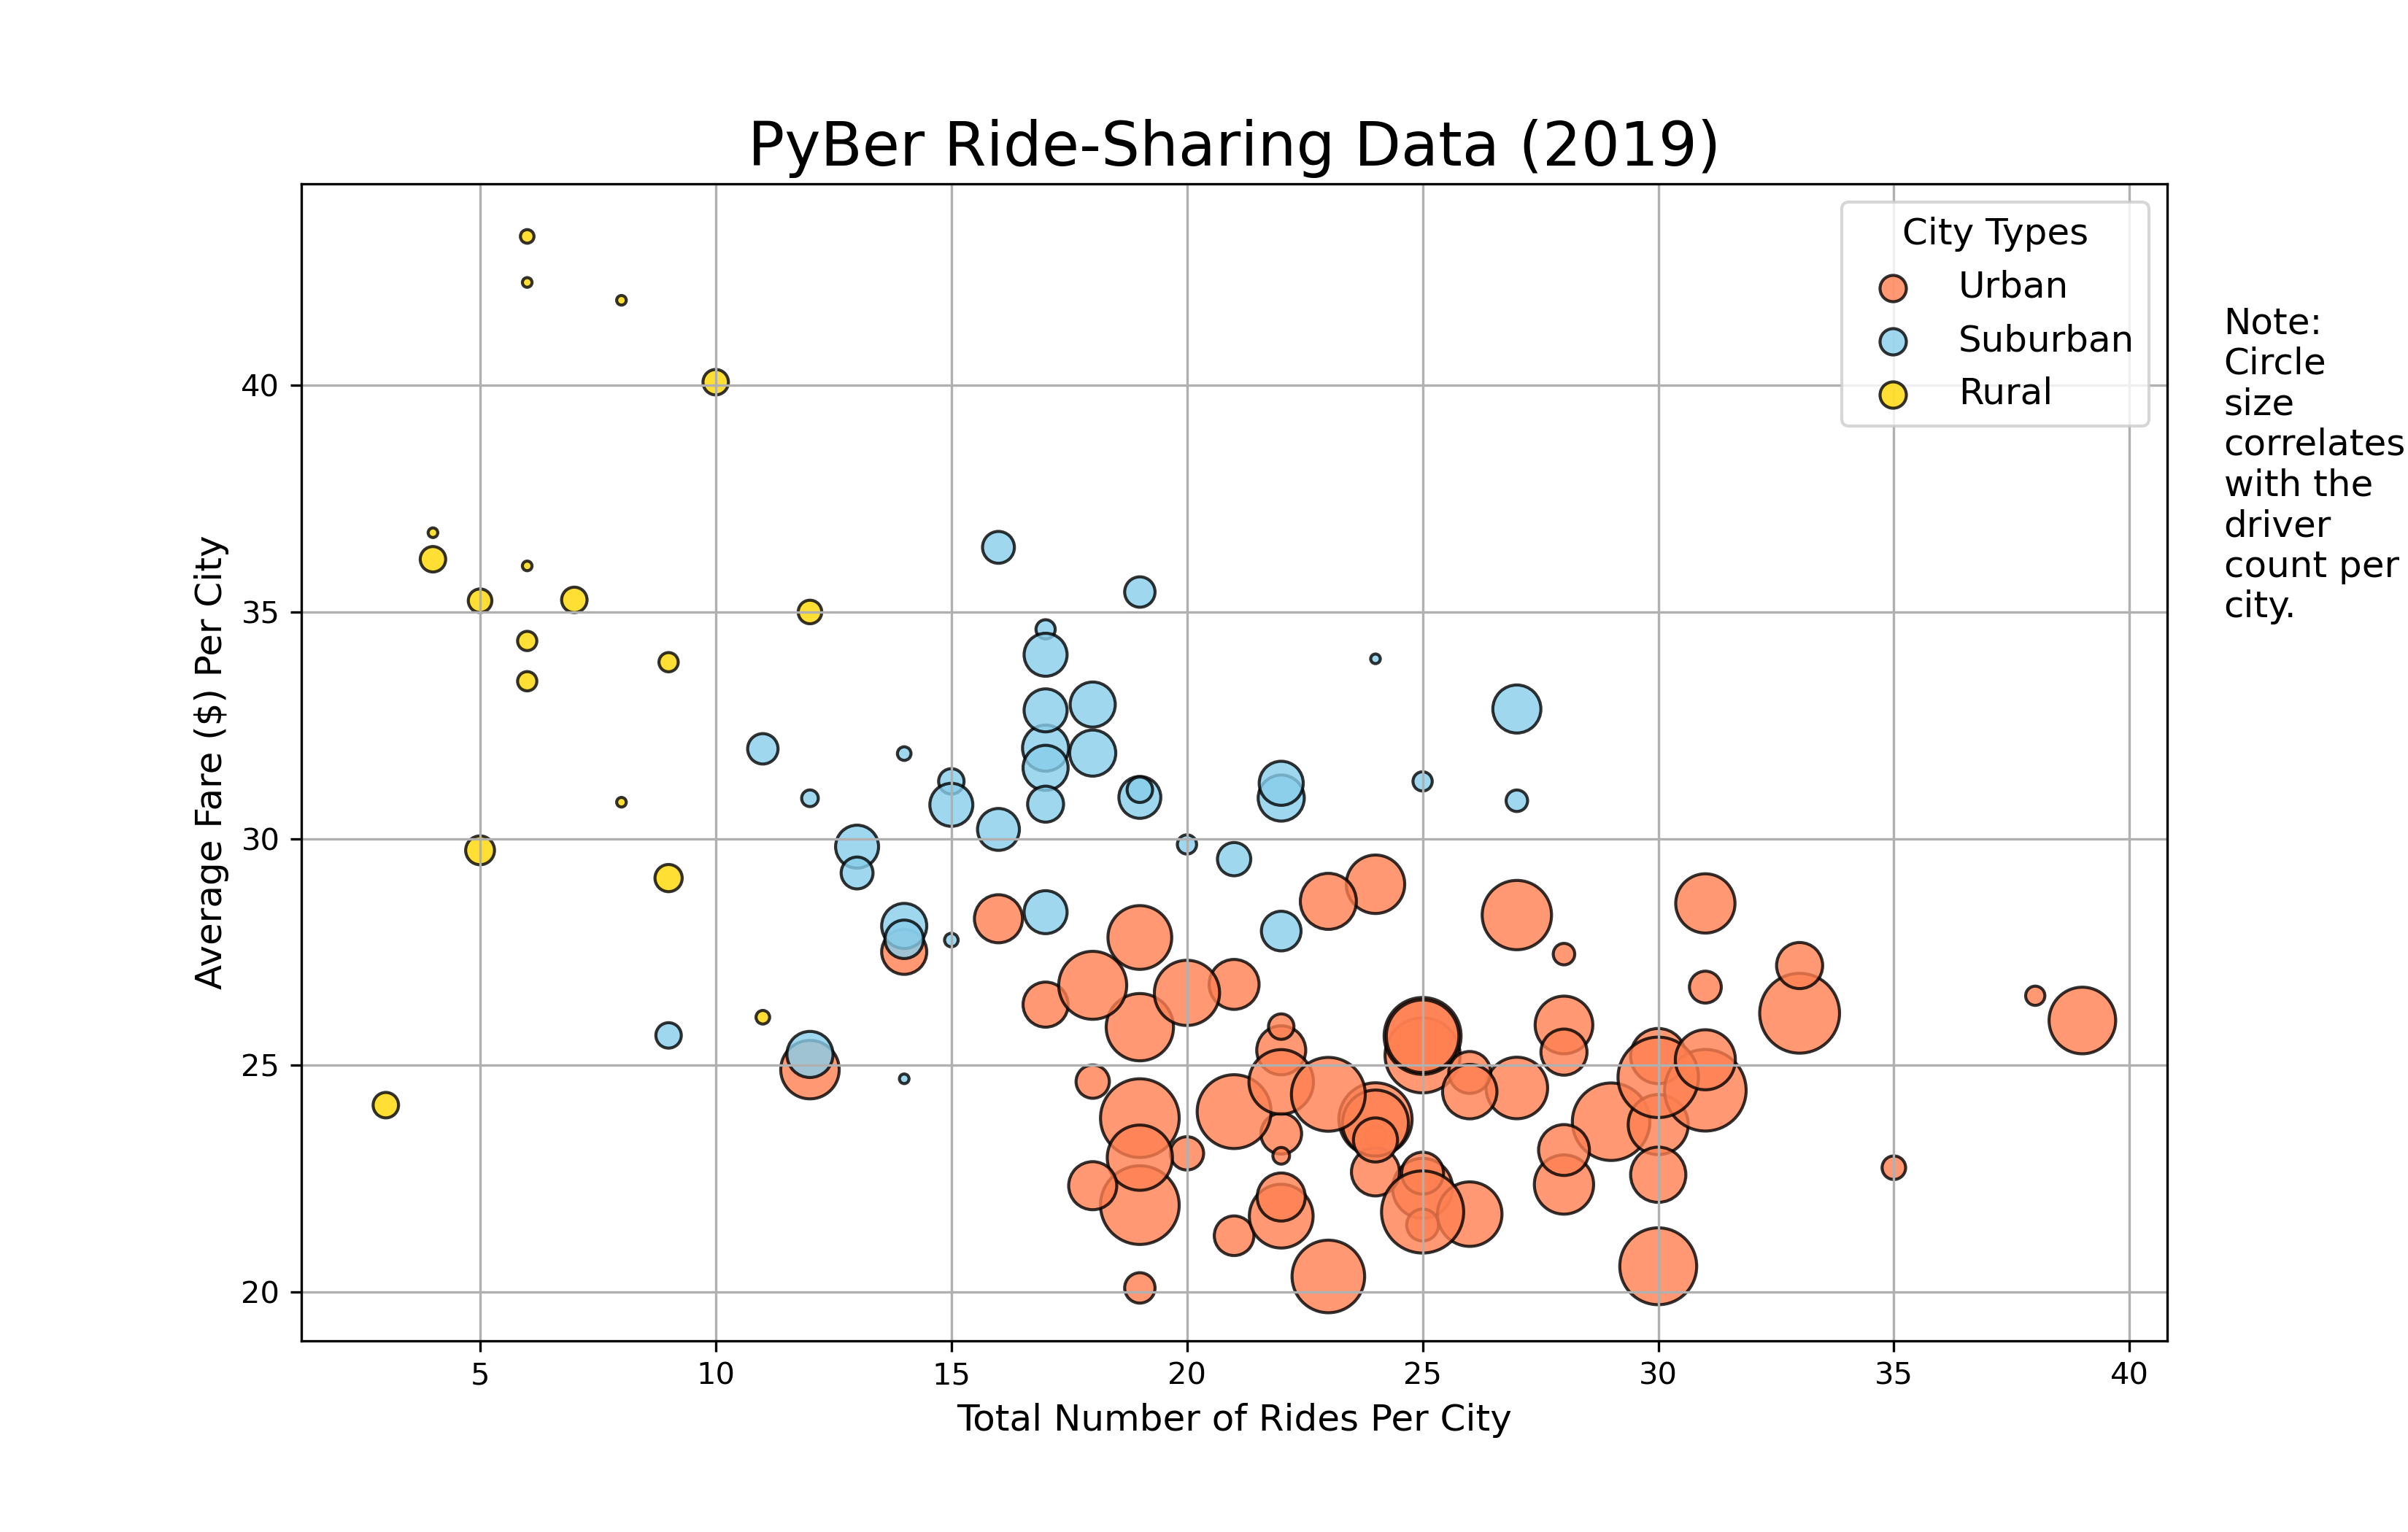 PyBer Ride-Sharing Data (2019)
City Types
Urban
Suburban
Rural
Note:
Circle
size
correlates
with the
driver
count per
city.
Average Fare ($) Per City
40
35
30
25
20
5 10 15 20 25 30 35 40
Total Number of Rides Per City